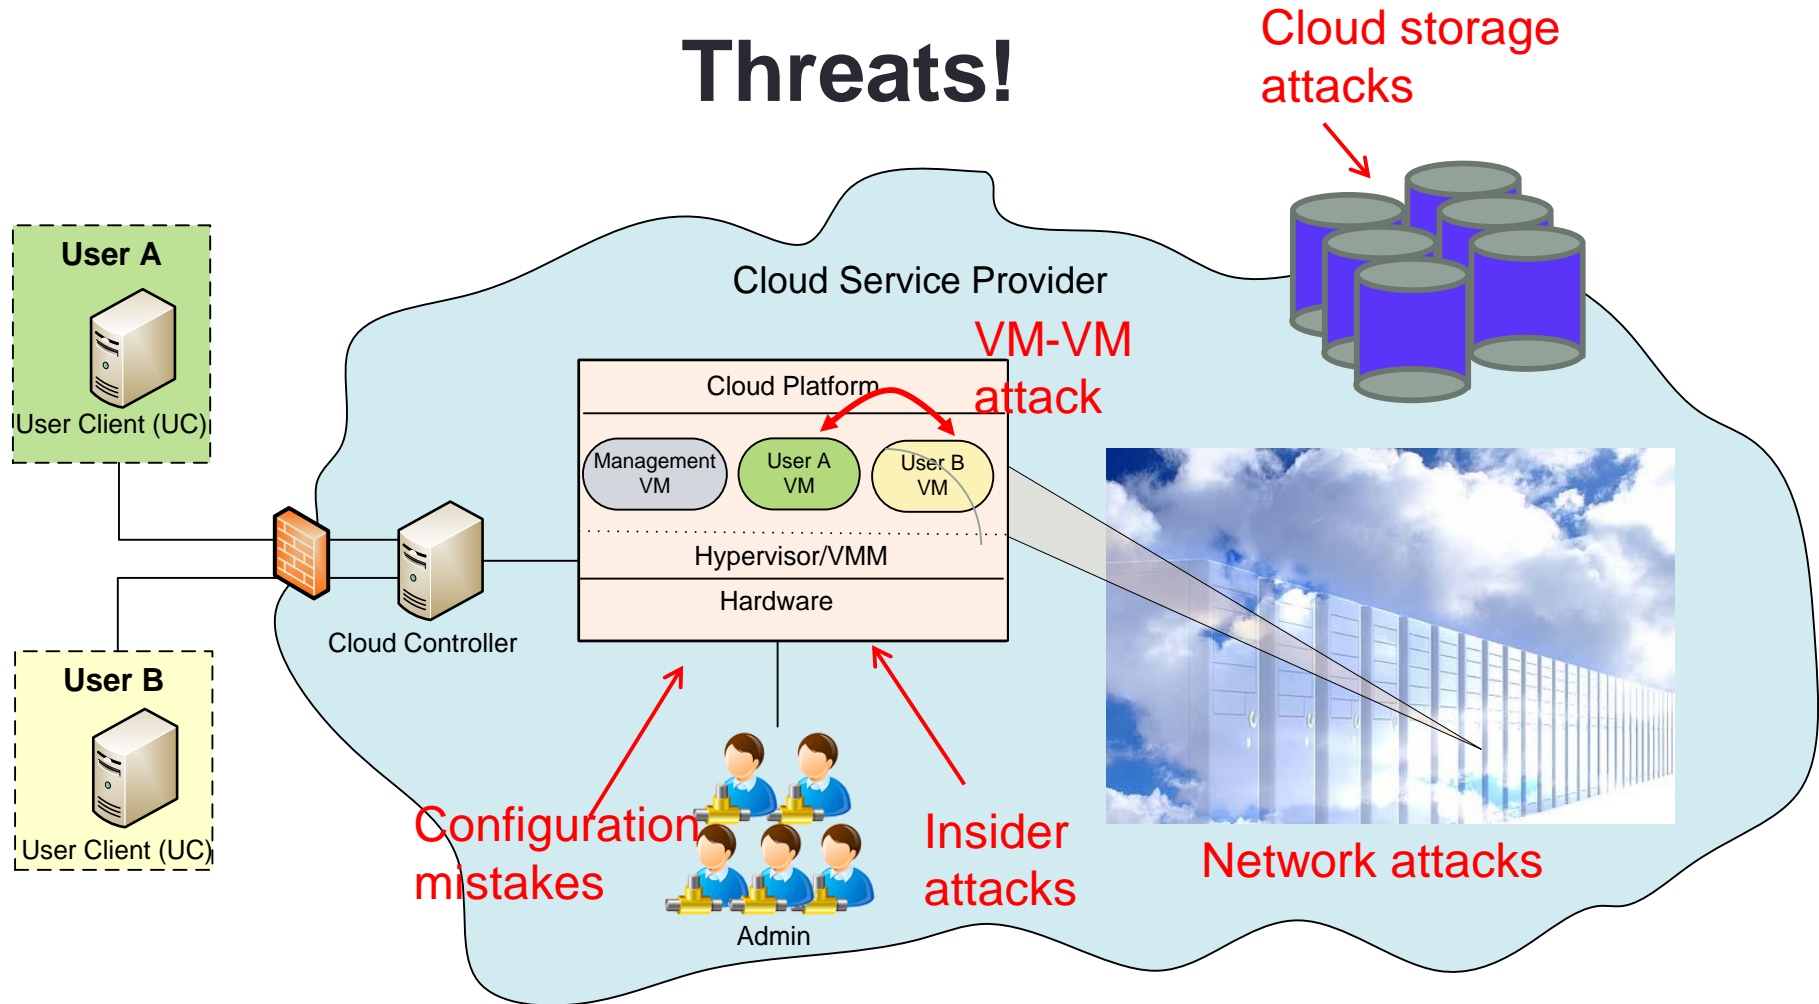 Threats!
Cloud storage
attacks
User A
User Client (UC)
Cloud Service Provider
VM-VM
attack
Cloud Platform
Management
VM
User A
VM
User B
VM
Hypervisor/VMM
Hardware
Cloud Controller
User B
User Client (UC)
Configuration
mistakes
Insider
attacks
Network attacks
Admin